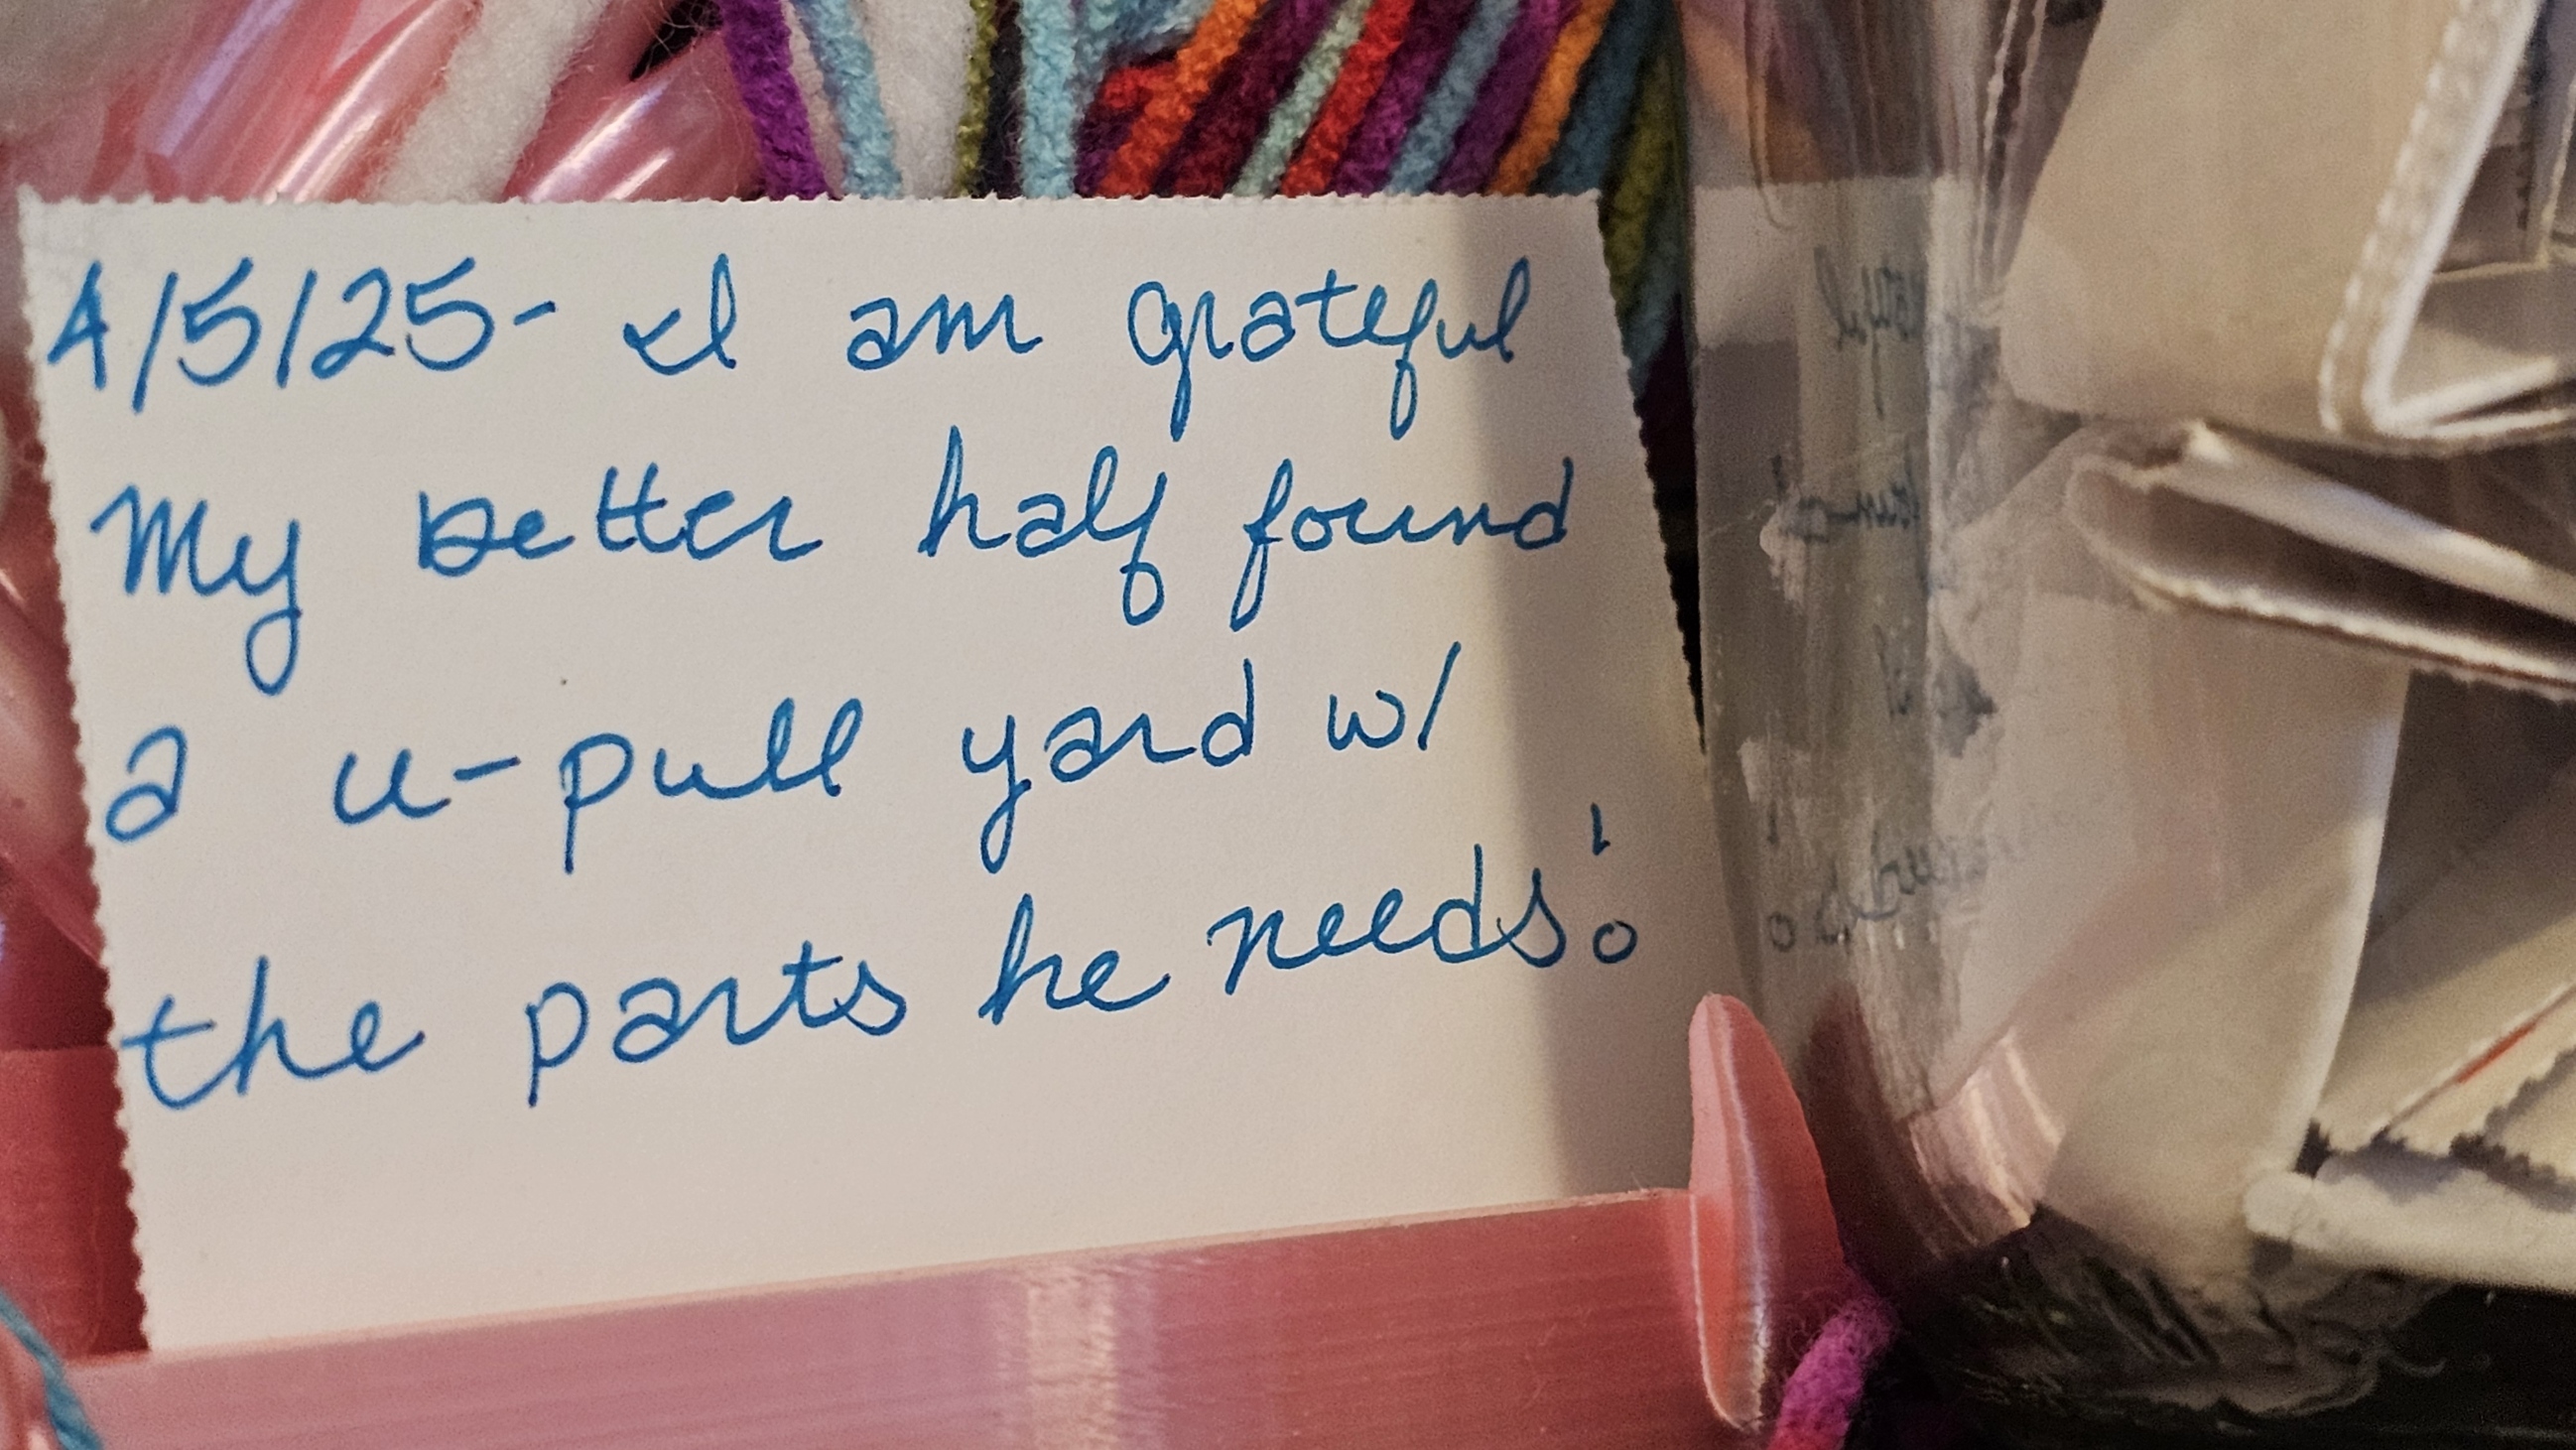 4/5/25- I am grateful
My better half found
a u-pull yard w/
the parts he needs!